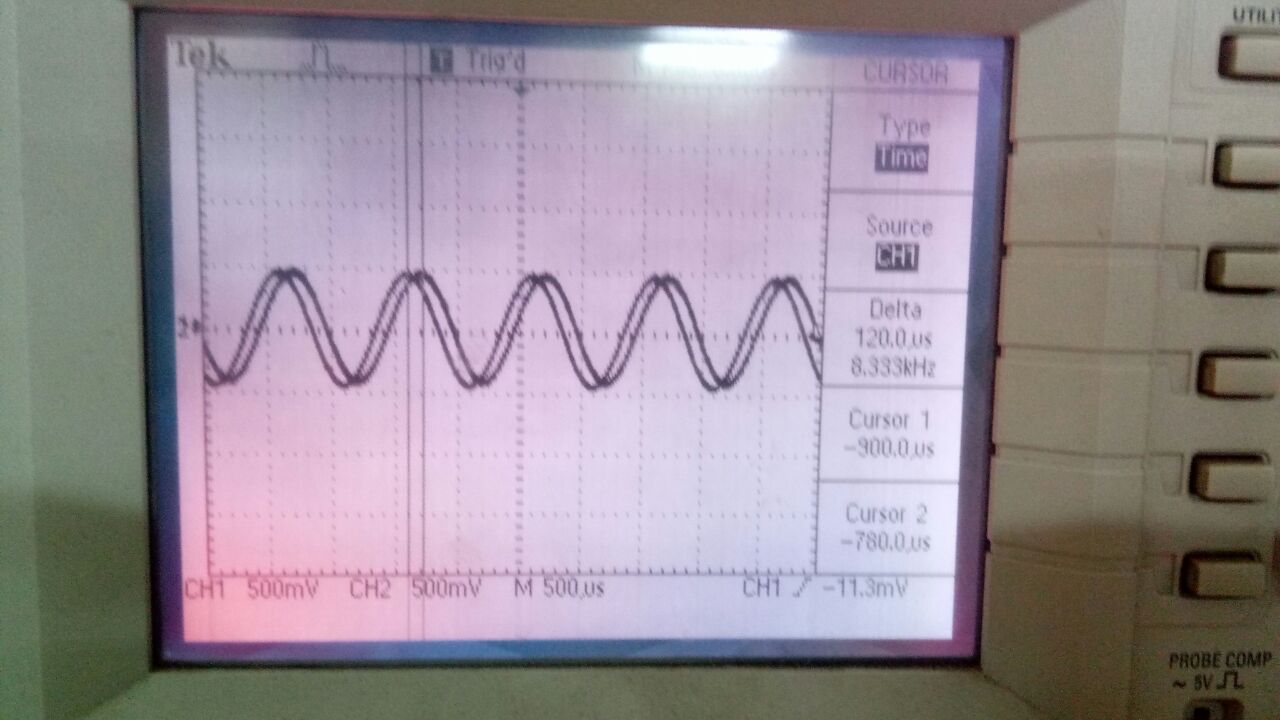 Tek T Trig'd
CURSOR
Type
Time
Source
CH1
Delta
120.0us
8.333kHz
Cursor 1
-900.0us
Cursor 2
-780.0us
2
CH1 500mV CH2 500mV M 500us CH1 -11.3mV
UTILI
PROBE COMP
~ 5V